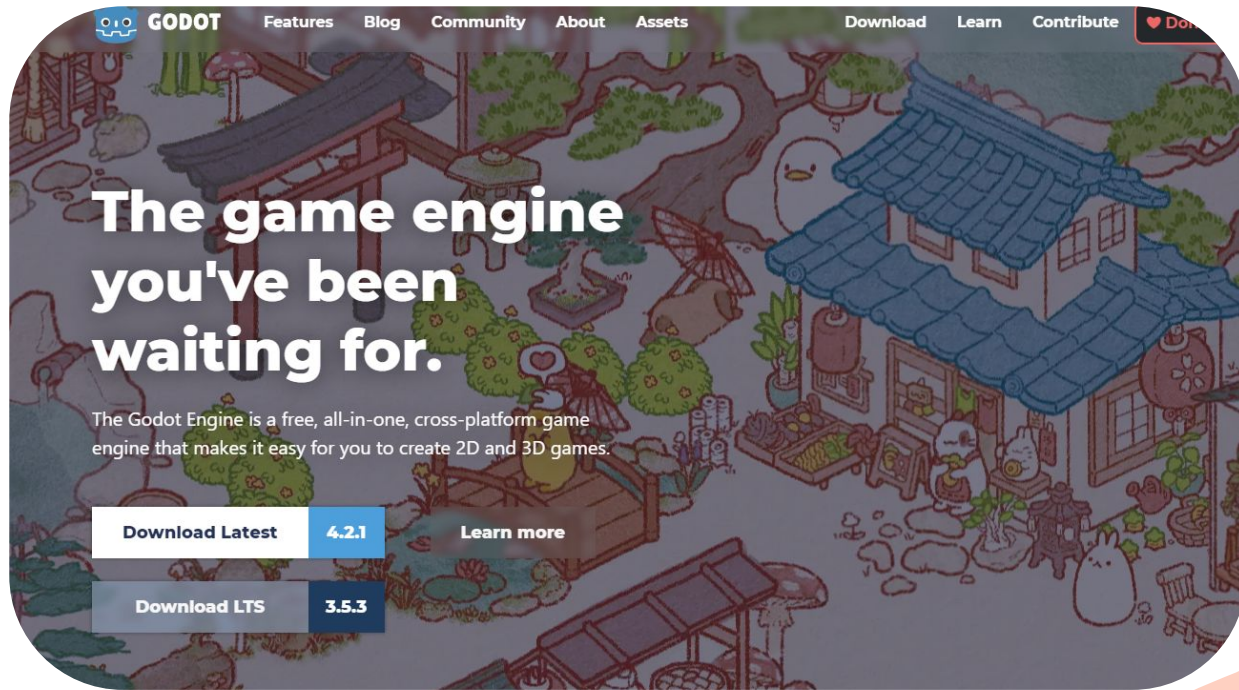 GODOT Features Blog Community About Assets Download Learn Contribute
The game engine
you've been
waiting for.
The Godot Engine is a free, all-in-one, cross-platform game
engine that makes it easy for you to create 2D and 3D games.
Download Latest 4.2.1 Learn more
Download LTS 3.5.3